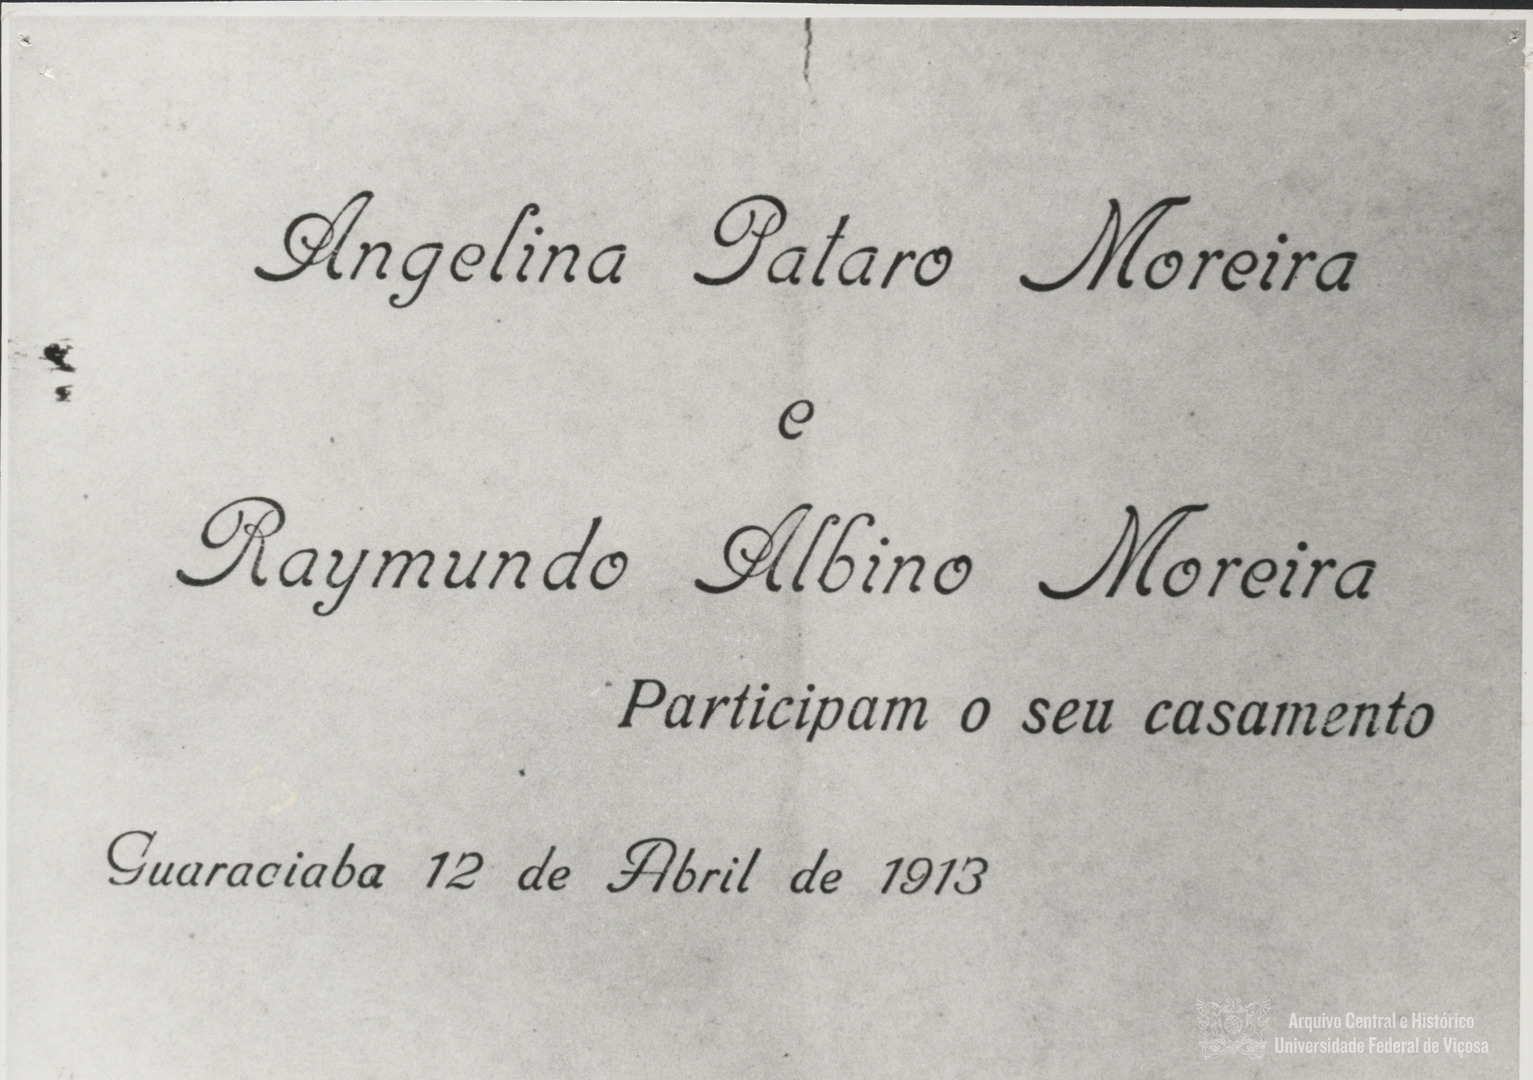 Angelina Pataro Moreira
e
Raymundo Albino Moreira
Participam o seu casamento
Guaraciaba 12 de Abril de 1913
Arquivo Central e Histórico
Universidade Federal de Viçosa